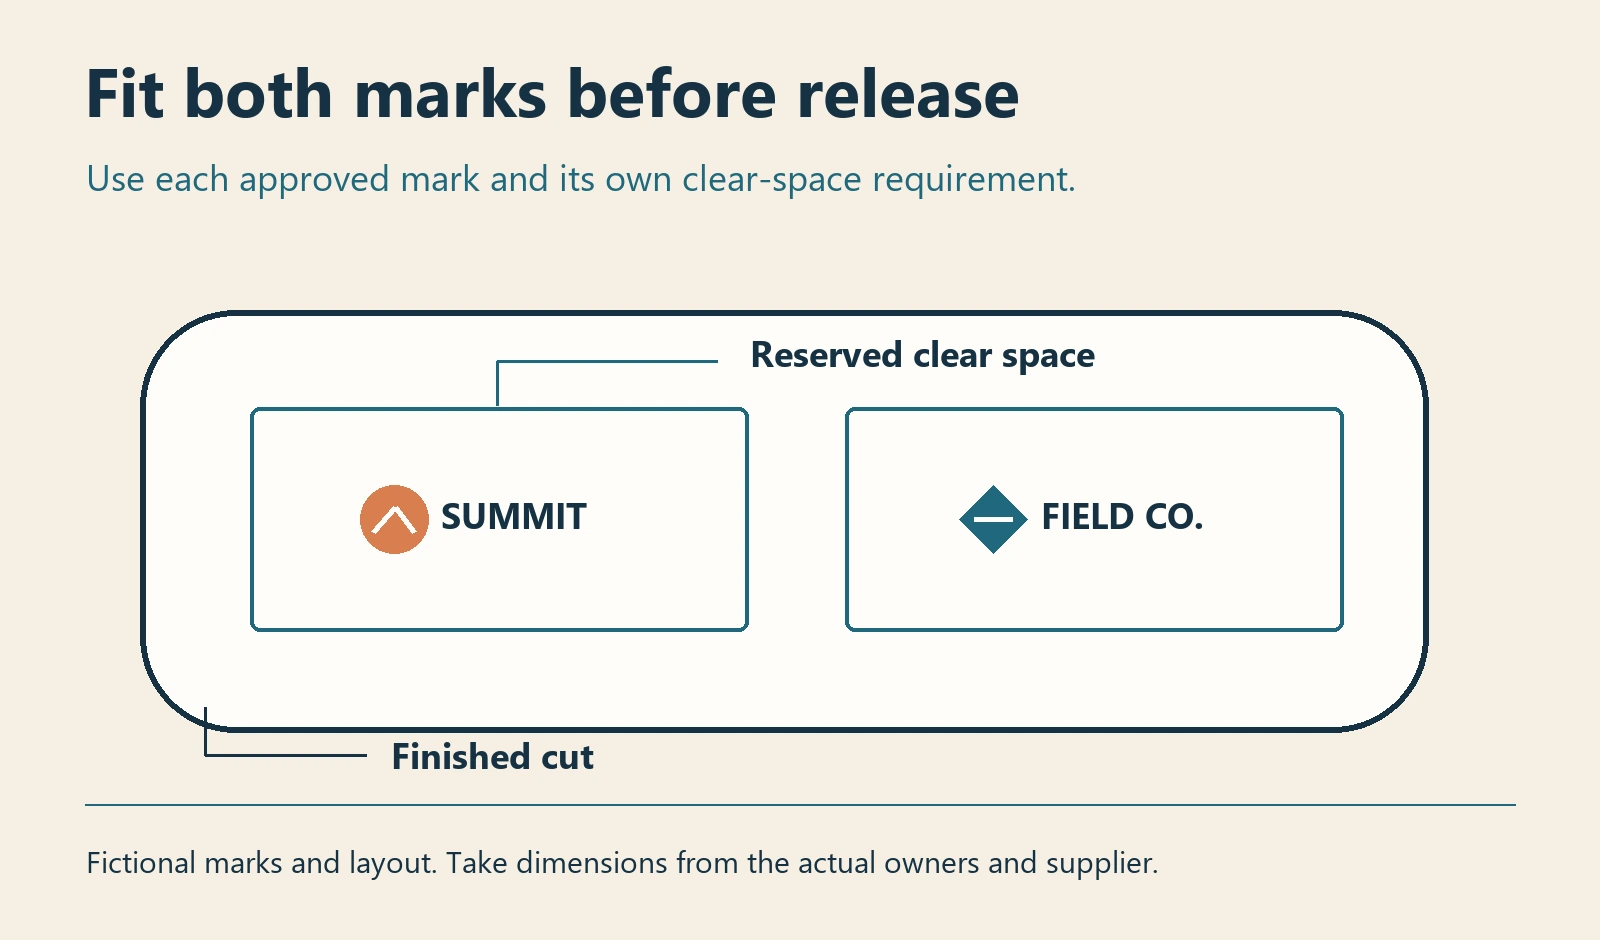 Fit both marks before release
Use each approved mark and its own clear-space requirement.
Reserved clear space
SUMMIT
FIELD CO.
Finished cut
Fictional marks and layout. Take dimensions from the actual owners and supplier.